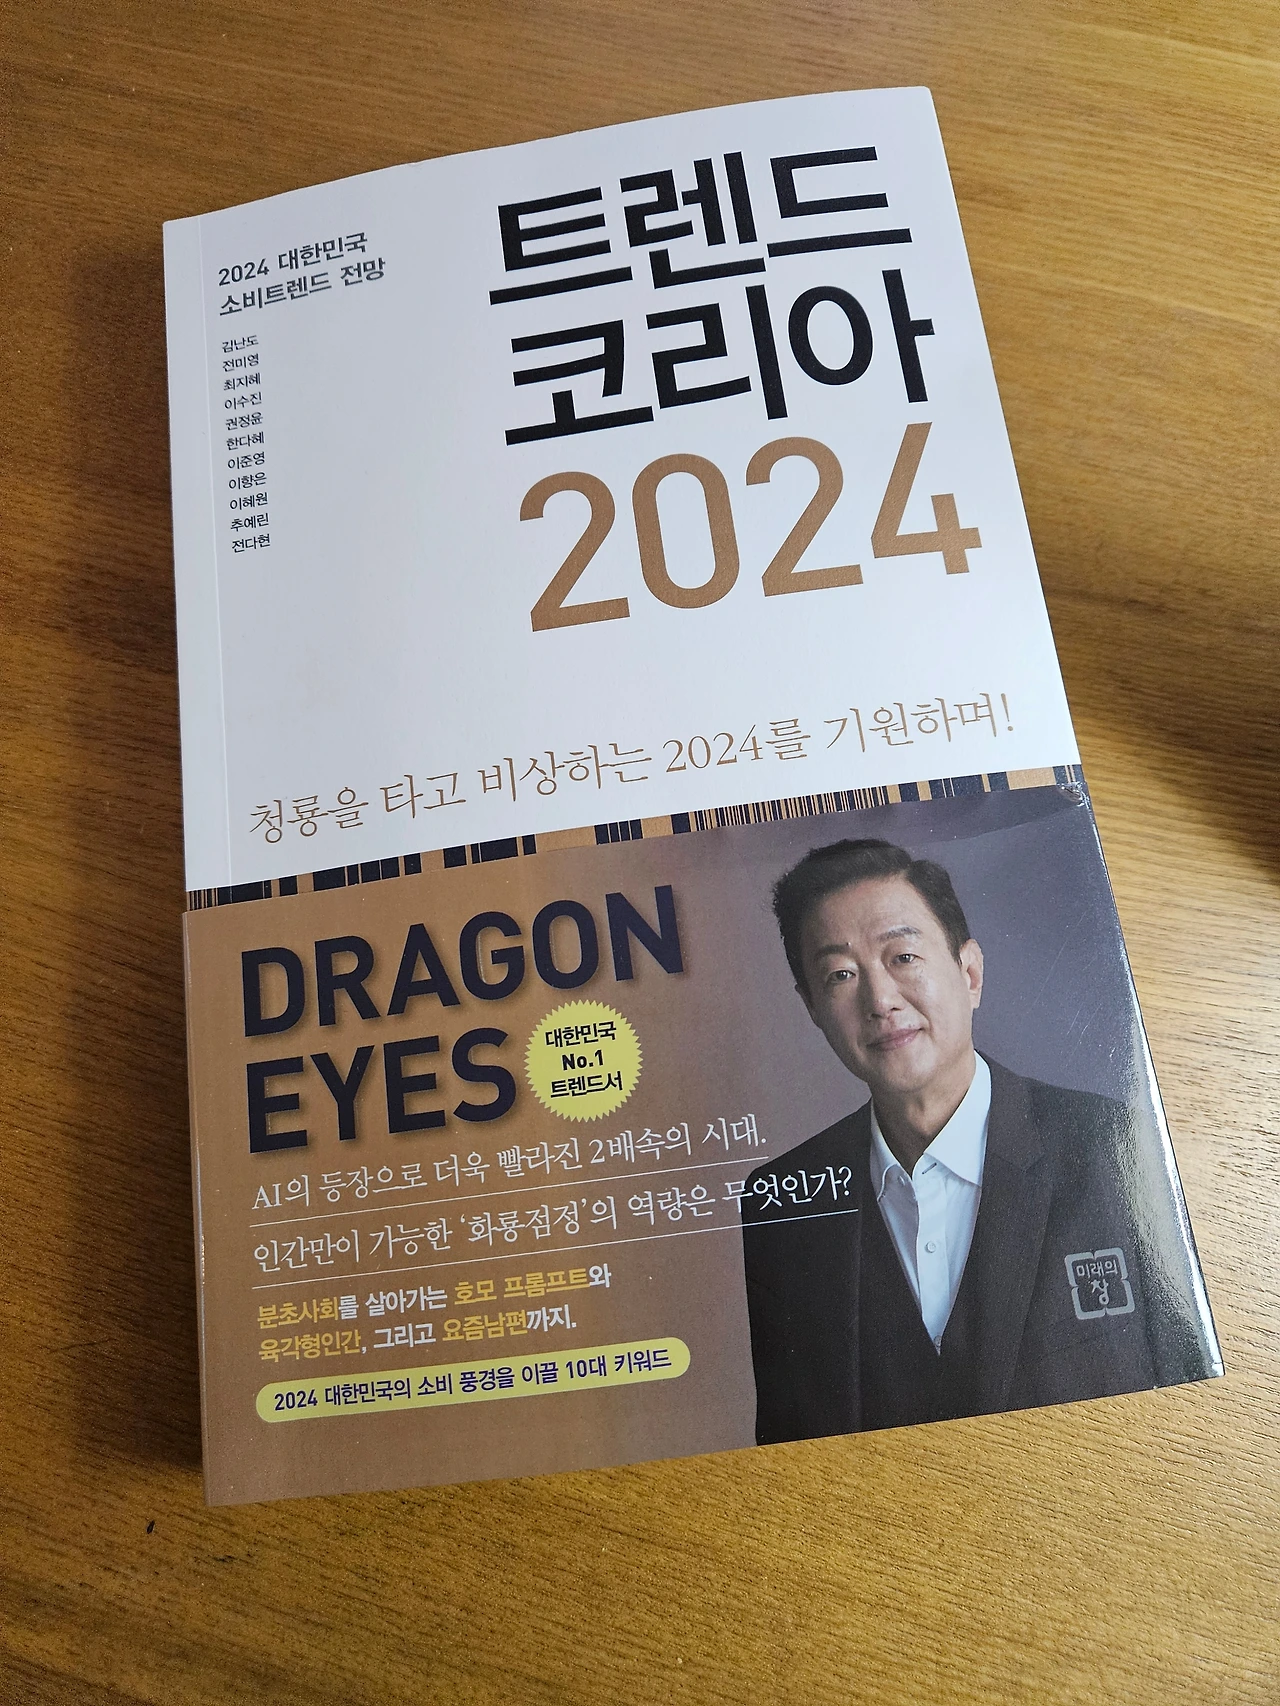 2024 대한민국
소비트렌드 전망
김난도
전미영
최지혜
이수진
권정윤
한다혜
이준영
이향은
이혜원
추예린
전다현
트렌드
코리아
2024
청룡을 타고 비상하는 2024를 기원하며!
DRAGON
EYES
대한민국
No.1
트렌드서
AI의 등장으로 더욱 빨라진 2배속의 시대.
인간만이 가능한 ‘화룡점정’의 역량은 무엇인가?
분초사회를 살아가는 호모 프롬프트와
육각형인간, 그리고 요즘남편까지.
2024 대한민국의 소비 풍경을 이끌 10대 키워드
미래의
창